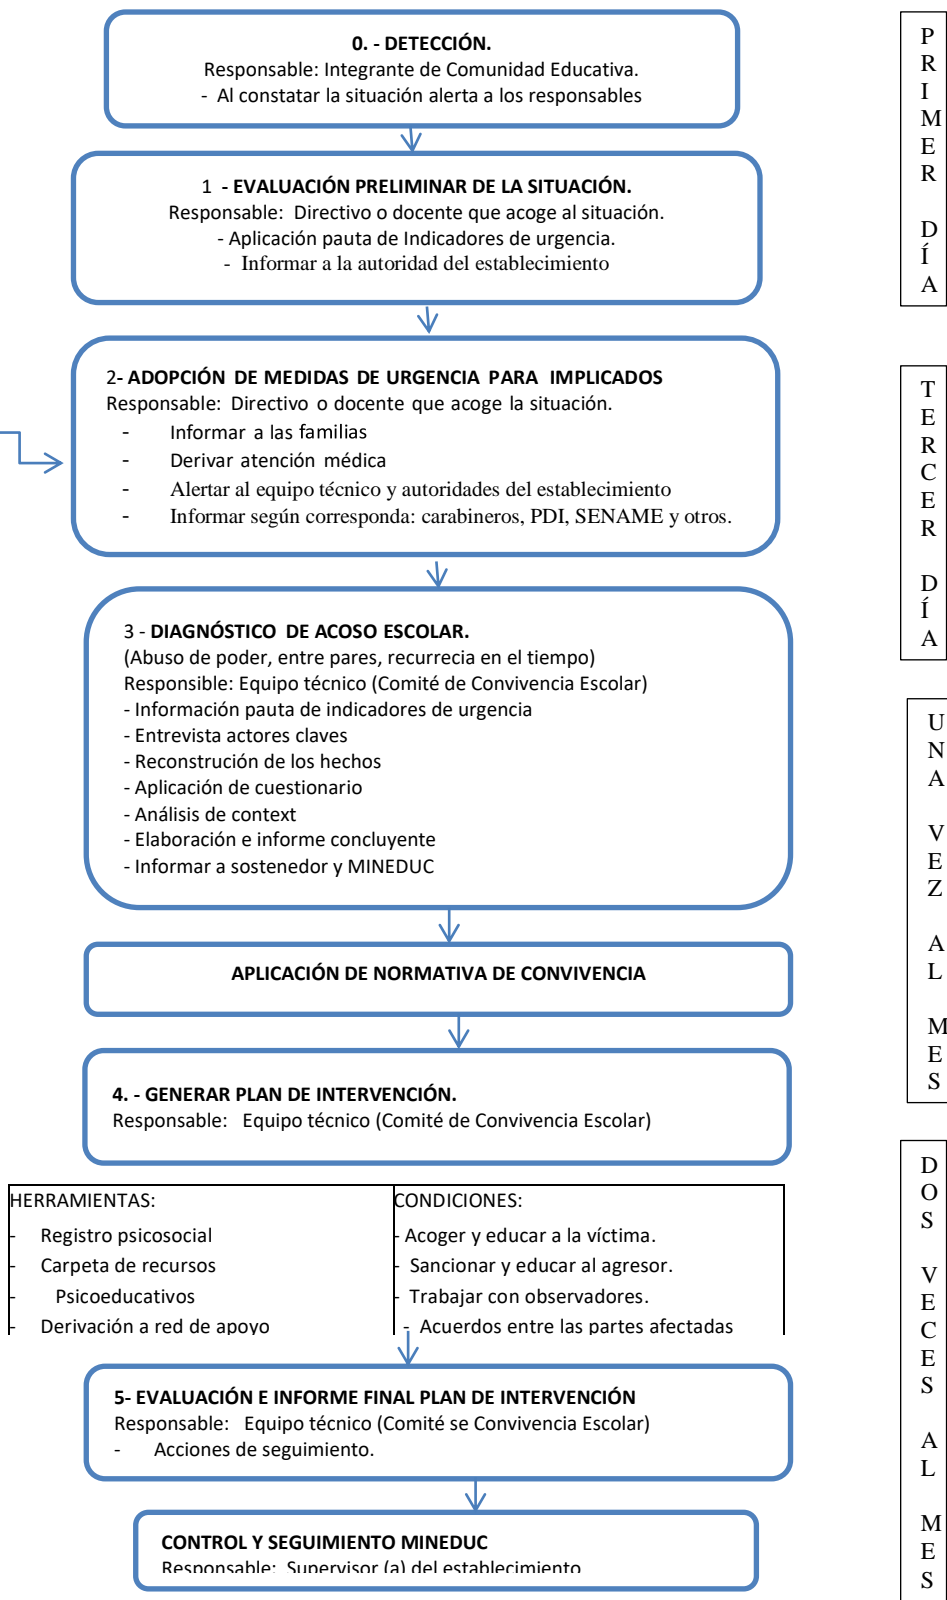 0. - DETECCIÓN.
Responsable: Integrante de Comunidad Educativa.
- Al constatar la situación alerta a los responsables
1 - EVALUACIÓN PRELIMINAR DE LA SITUACIÓN.
Responsable: Directivo o docente que acoge al situación.
- Aplicación pauta de Indicadores de urgencia.
- Informar a la autoridad del establecimiento
PRIMER DÍA
2- ADOPCIÓN DE MEDIDAS DE URGENCIA PARA IMPLICADOS
Responsable: Directivo o docente que acoge la situación.
- Informar a las familias
- Derivar atención médica
- Alertar al equipo técnico y autoridades del establecimiento
- Informar según corresponda: carabineros, PDI, SENAME y otros.
TERCER DÍA
3 - DIAGNÓSTICO DE ACOSO ESCOLAR.
(Abuso de poder, entre pares, recurrecia en el tiempo)
Responsible: Equipo técnico (Comité de Convivencia Escolar)
- Información pauta de indicadores de urgencia
- Entrevista actores claves
- Reconstrución de los hechos
- Aplicación de cuestionario
- Análisis de context
- Elaboración e informe concluyente
- Informar a sostenedor y MINEDUC
UNA VEZ AL MES
APLICACIÓN DE NORMATIVA DE CONVIVENCIA
4. - GENERAR PLAN DE INTERVENCIÓN.
Responsable: Equipo técnico (Comité de Convivencia Escolar)
HERRAMIENTAS:
- Registro psicosocial
- Carpeta de recursos
- Psicoeducativos
- Derivación a red de apoyo
CONDICIONES:
- Acoger y educar a la víctima.
- Sancionar y educar al agresor.
- Trabajar con observadores.
- Acuerdos entre las partes afectadas
5- EVALUACIÓN E INFORME FINAL PLAN DE INTERVENCIÓN
Responsable: Equipo técnico (Comité se Convivencia Escolar)
- Acciones de seguimiento.
CONTROL Y SEGUIMIENTO MINEDUC
Responsable: Supervisor (a) del establecimiento
DOS VECES AL MES